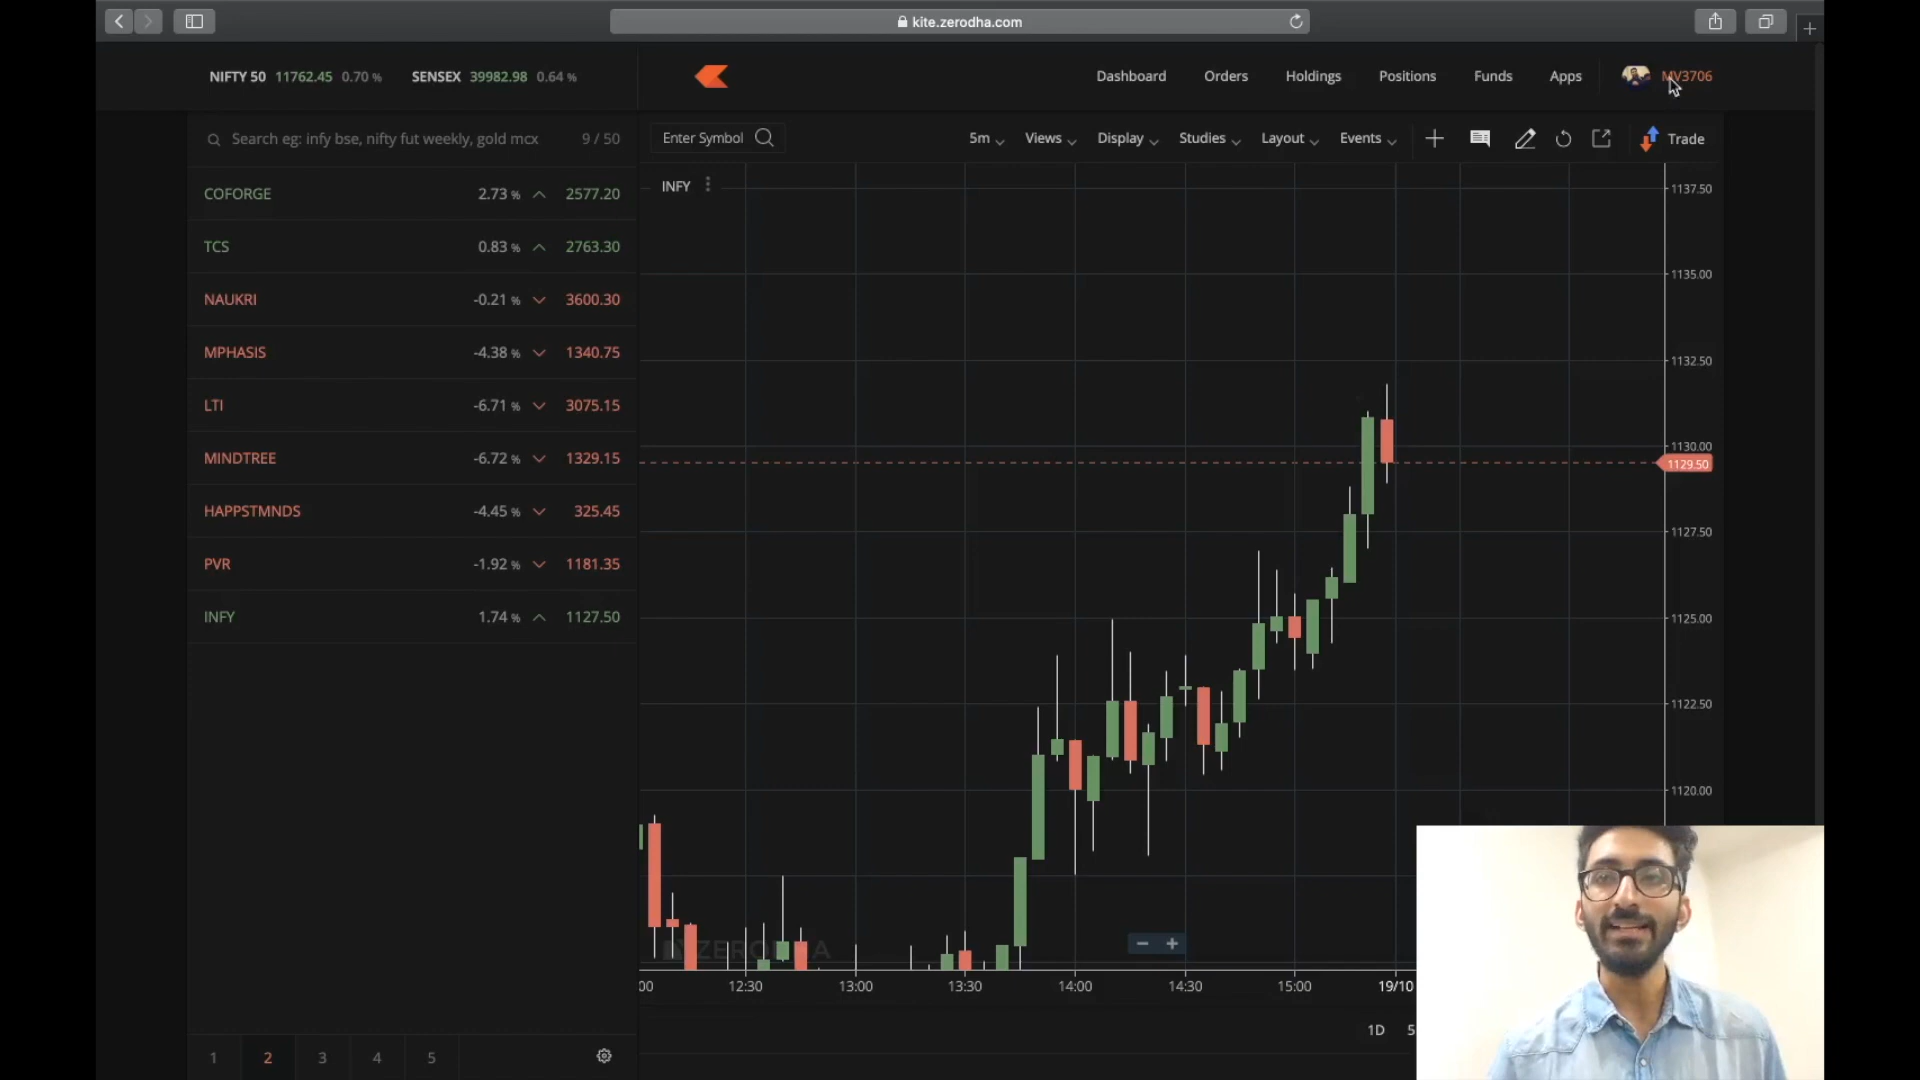 kite.zerodha.com
NIFTY 50 11762.45 0.70 % SENSEX 39982.98 0.64 %
Dashboard Orders Holdings Positions Funds Apps MV3706
Search eg: infy bse, nifty fut weekly, gold mcx 9 / 50
Enter Symbol 5m Views Display Studies Layout Events Trade
INFY
COFORGE 2.73 % 2577.20
TCS 0.83 % 2763.30
NAUKRI -0.21 % 3600.30
MPHASIS -4.38 % 1340.75
LTI -6.71 % 3075.15
MINDTREE -6.72 % 1329.15
HAPPSTMNDS -4.45 % 325.45
PVR -1.92 % 1181.35
INFY 1.74 % 1127.50
1137.50
1135.00
1132.50
1130.00
1129.50
1127.50
1125.00
1122.50
1120.00
ZERODHA
00 12:30 13:00 13:30 14:00 14:30 15:00 19/10
1D 5
1 2 3 4 5